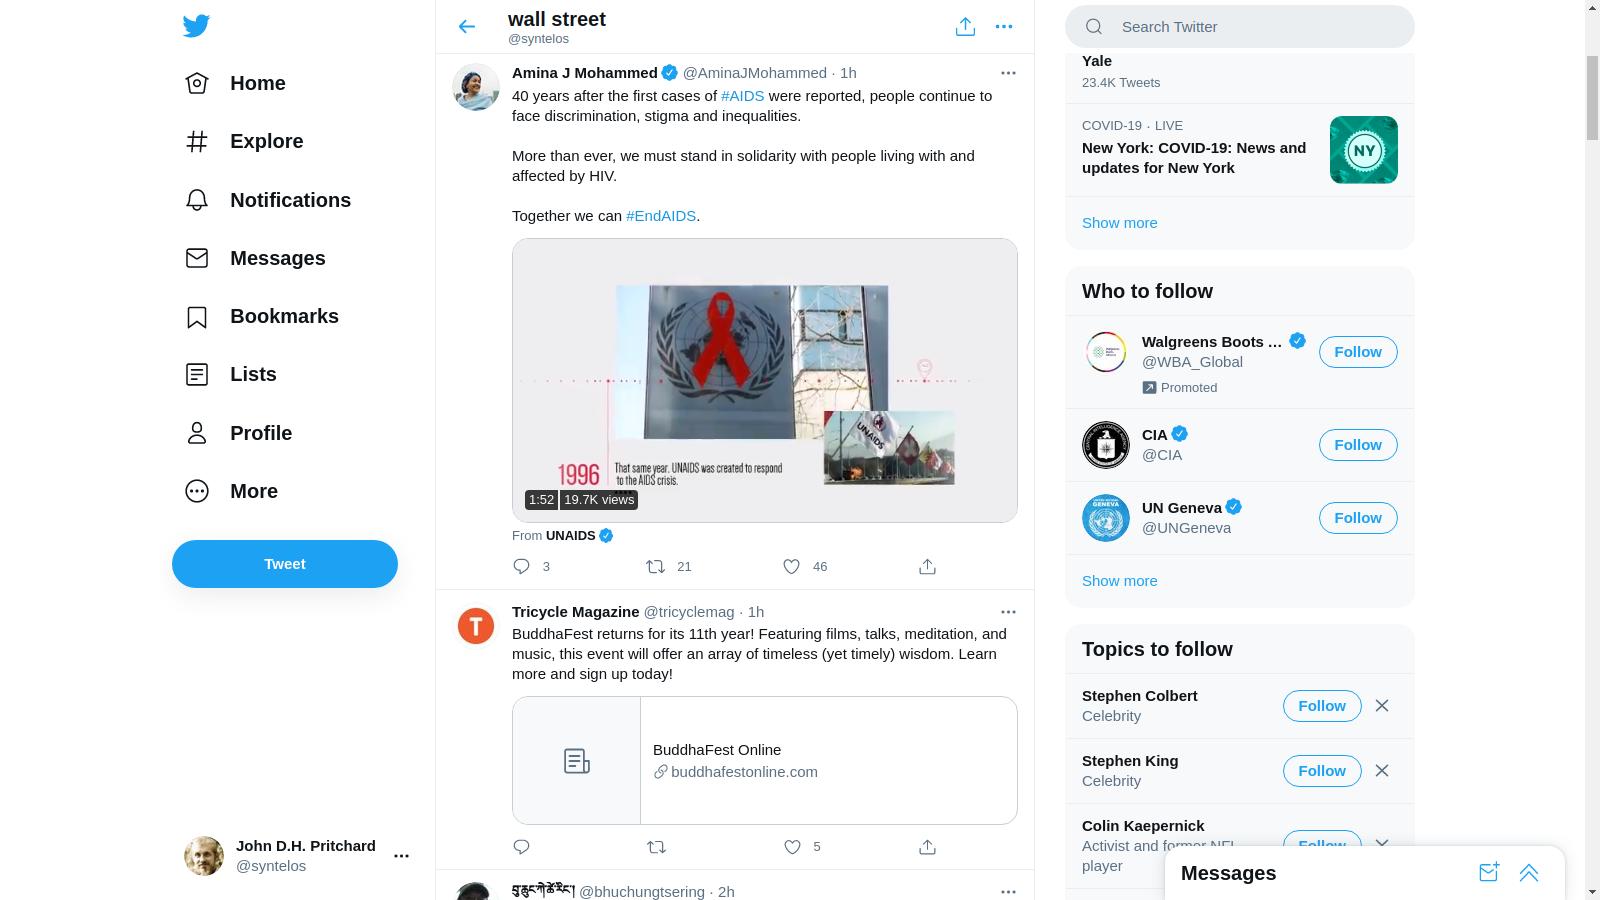 Home
Explore
Notifications
Messages
Bookmarks
Lists
Profile
More
Tweet
John D.H. Pritchard
@syntelos
wall street
@syntelos
Amina J Mohammed @AminaJMohammed · 1h
40 years after the first cases of #AIDS were reported, people continue to
face discrimination, stigma and inequalities.
More than ever, we must stand in solidarity with people living with and
affected by HIV.
Together we can #EndAIDS.
UNAIDS
1996
That same year. UNAIDS was created to respond
to the AIDS crisis.
1:52 19.7K views
From UNAIDS
3 21 46
Tricycle Magazine @tricyclemag · 1h
BuddhaFest returns for its 11th year! Featuring films, talks, meditation, and
music, this event will offer an array of timeless (yet timely) wisdom. Learn
more and sign up today!
T
BuddhaFest Online
buddhafestonline.com
5
@bhuchungtsering · 2h
Search Twitter
Yale
23.4K Tweets
COVID-19 · LIVE
New York: COVID-19: News and
updates for New York
NY
Show more
Who to follow
Walgreens Boots ...
@WBA_Global
Promoted
Follow
CIA
@CIA
Follow
UN Geneva
@UNGeneva
Follow
GENEVA
Show more
Topics to follow
Stephen Colbert
Celebrity
Follow
Stephen King
Celebrity
Follow
Colin Kaepernick
Activist and former NFL
player
Follow
Messages